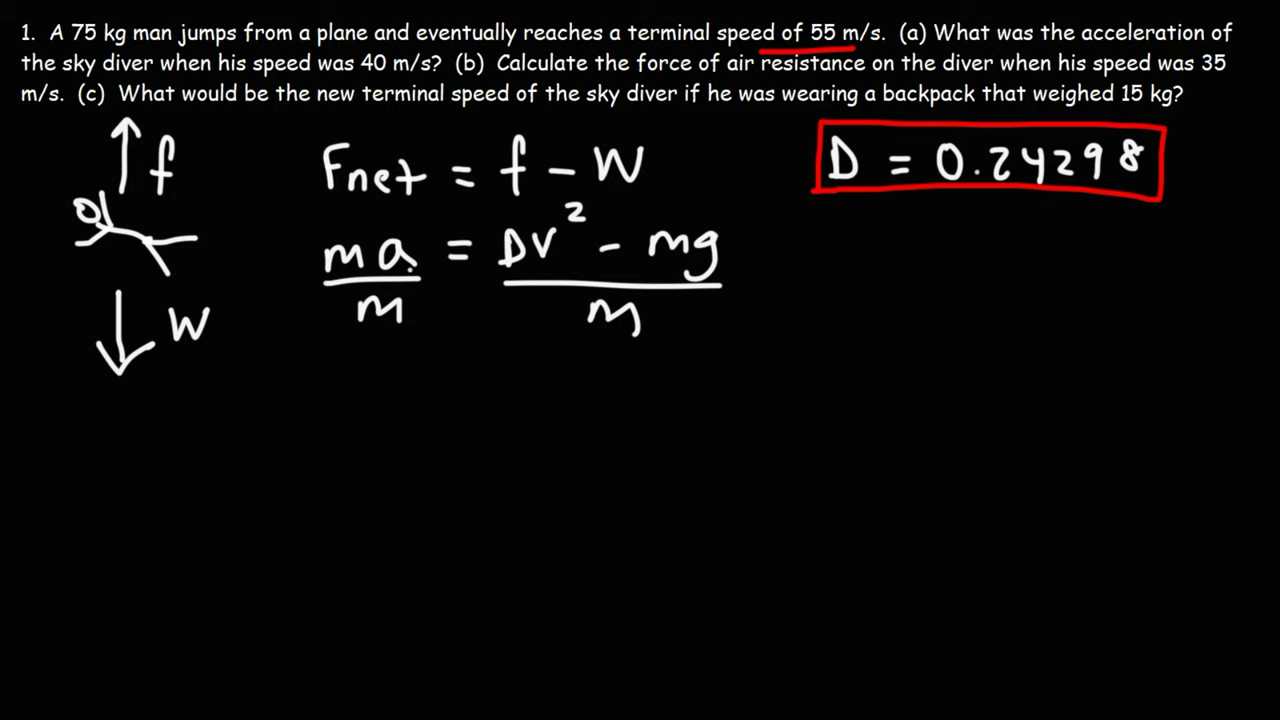 1. A 75 kg man jumps from a plane and eventually reaches a terminal speed of 55 m/s. (a) What was the acceleration of
the sky diver when his speed was 40 m/s? (b) Calculate the force of air resistance on the diver when his speed was 35
m/s. (c) What would be the new terminal speed of the sky diver if he was wearing a backpack that weighed 15 kg?
f
Fnet = f - W
D = 0.24298
ma = Dv² - mg
m m
W